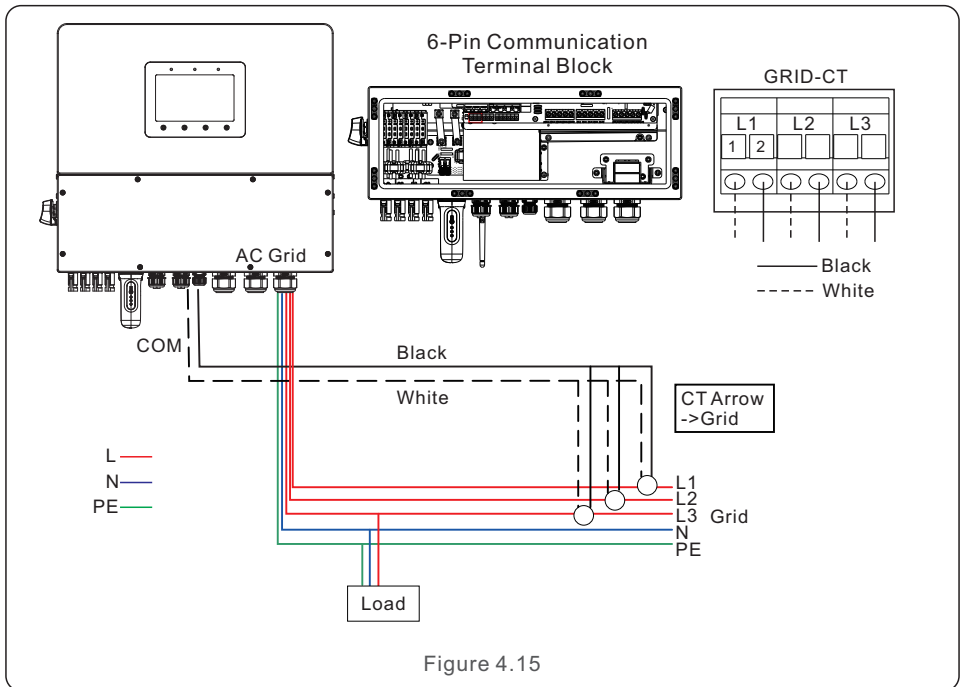 6-Pin Communication
Terminal Block
GRID-CT
L1 L2 L3
1 2
AC Grid
Black
White
COM
Black
White
CT Arrow
->Grid
L
N
PE
L1
L2
L3 Grid
N
PE
Load
Figure 4.15